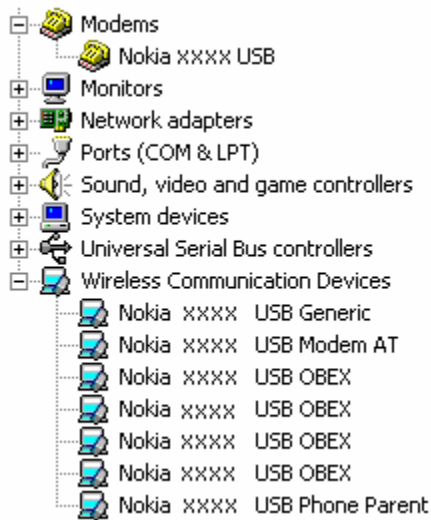 Modems
Nokia xxxx USB
Monitors
Network adapters
Ports (COM & LPT)
Sound, video and game controllers
System devices
Universal Serial Bus controllers
Wireless Communication Devices
Nokia xxxx USB Generic
Nokia xxxx USB Modem AT
Nokia xxxx USB OBEX
Nokia xxxx USB OBEX
Nokia xxxx USB OBEX
Nokia xxxx USB OBEX
Nokia xxxx USB Phone Parent